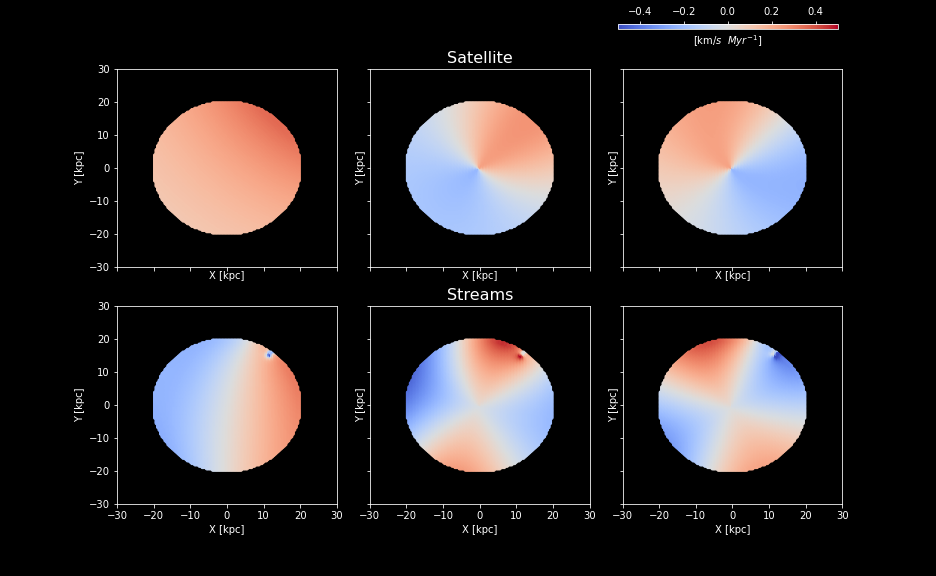 −0.4 −0.2 0.0 0.2 0.4
[km/s Myr⁻¹]
Satellite
30
20
10
0
−10
−20
−30
Y [kpc]
Y [kpc]
Y [kpc]
X [kpc] X [kpc] X [kpc]
Streams
30
20
10
0
−10
−20
−30
Y [kpc]
Y [kpc]
Y [kpc]
−30 −20 −10 0 10 20 30 −30 −20 −10 0 10 20 30 −30 −20 −10 0 10 20 30
X [kpc] X [kpc] X [kpc]